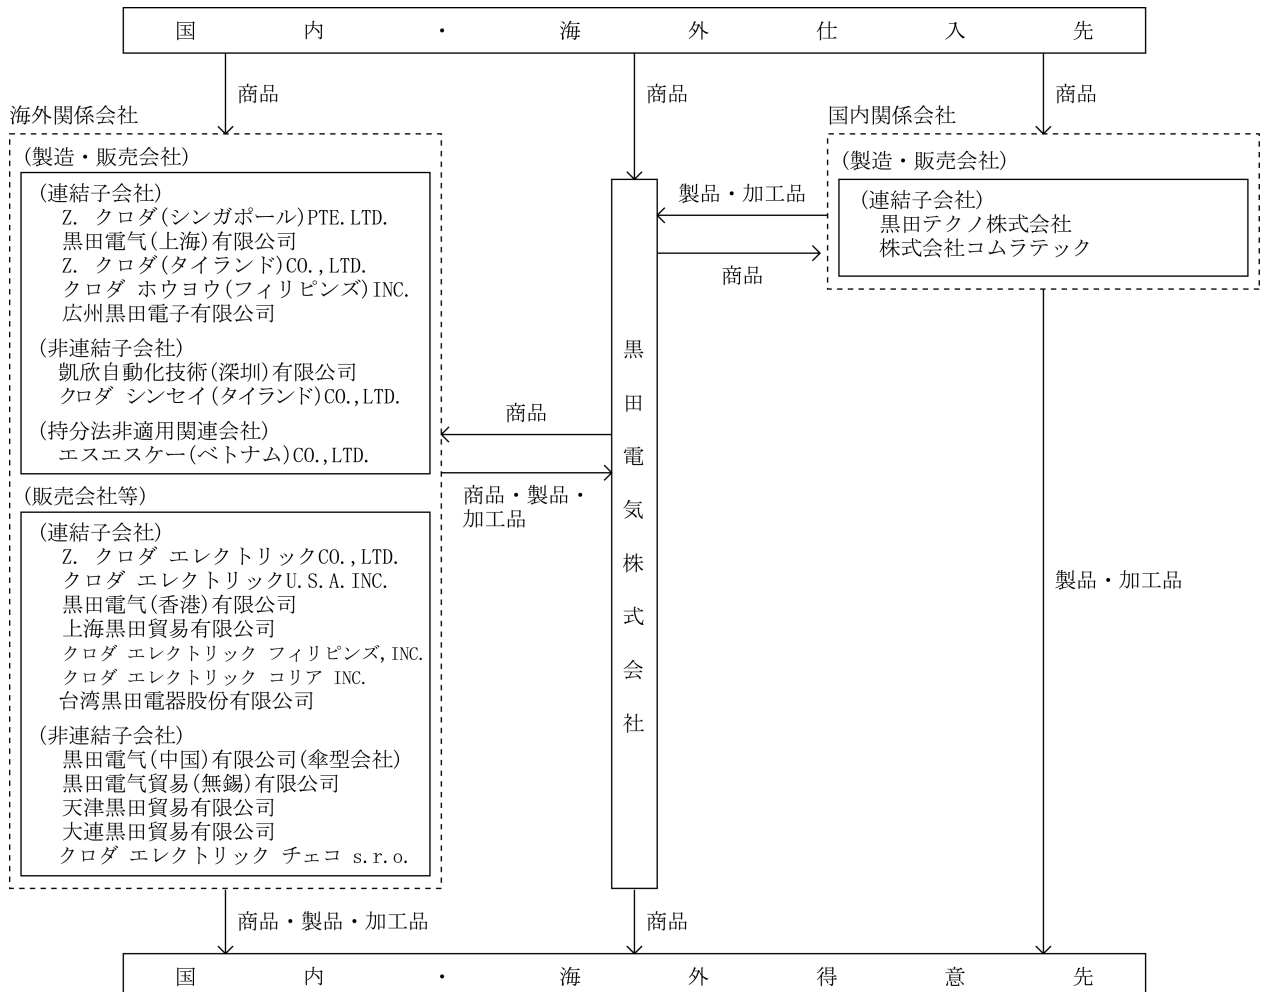 国内・海外仕入先
商品
商品
商品
海外関係会社
(製造・販売会社)
(連結子会社)
Z. クロダ(シンガポール)PTE.LTD.
黒田電气(上海)有限公司
Z. クロダ(タイランド)CO.,LTD.
クロダ ホウヨウ(フィリピンズ)INC.
広州黒田電子有限公司
(非連結子会社)
凱欣自動化技術(深圳)有限公司
クロダ シンセイ(タイランド)CO.,LTD.
(持分法非適用関連会社)
エスエスケー(ベトナム)CO.,LTD.
(販売会社等)
(連結子会社)
Z. クロダ エレクトリックCO.,LTD.
クロダ エレクトリックU.S.A.INC.
黒田電气(香港)有限公司
上海黒田貿易有限公司
クロダ エレクトリック フィリピンズ,INC.
クロダ エレクトリック コリア INC.
台湾黒田電器股份有限公司
(非連結子会社)
黒田電气(中国)有限公司(傘型会社)
黒田電气貿易(無錫)有限公司
天津黒田貿易有限公司
大連黒田貿易有限公司
クロダ エレクトリック チェコ s.r.o.
商品
商品・製品・
加工品
黒田電気株式会社
国内関係会社
(製造・販売会社)
(連結子会社)
黒田テクノ株式会社
株式会社コムラテック
製品・加工品
商品
製品・加工品
商品・製品・加工品
商品
国内・海外得意先